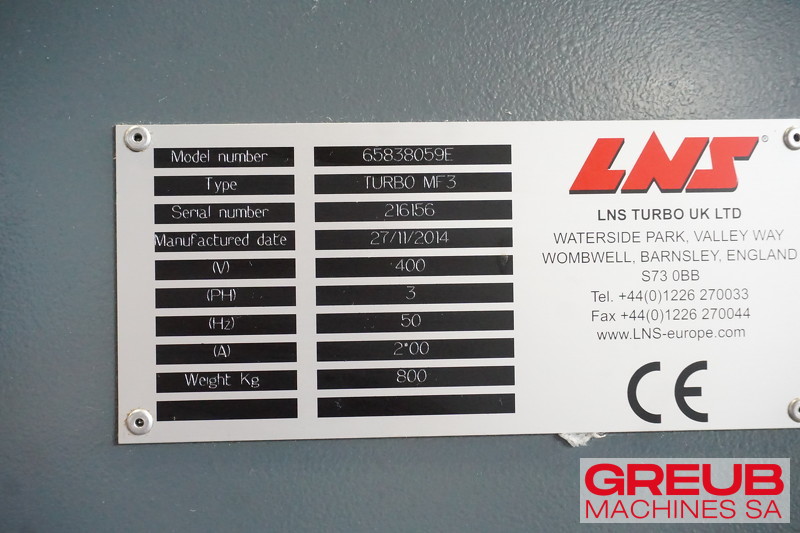 Model number 65838059E
Type TURBO MF3
Serial number 216156
Manufactured date 27/11/2014
(V) 400
(PH) 3
(Hz) 50
(A) 2•00
Weight Kg 800
LNS®
LNS TURBO UK LTD
WATERSIDE PARK, VALLEY WAY
WOMBWELL, BARNSLEY, ENGLAND
S73 0BB
Tel. +44(0)1226 270033
Fax +44(0)1226 270044
www.LNS-europe.com
CE
GREUB
MACHINES SA